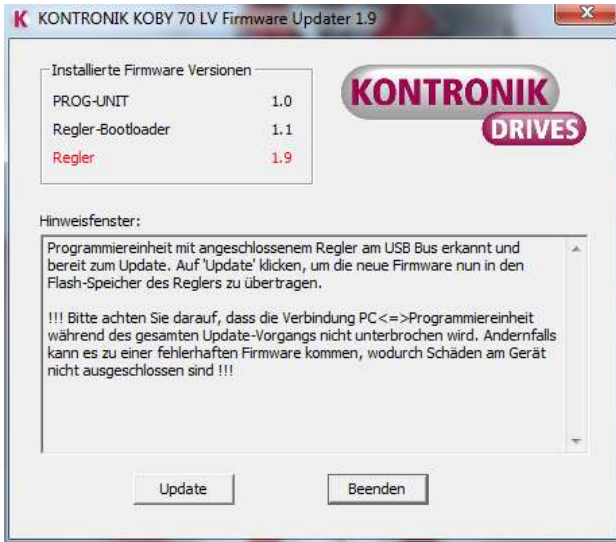 KONTRONIK KOBY 70 LV Firmware Updater 1.9
Installierte Firmware Versionen
PROG-UNIT 1.0
Regler-Bootloader 1.1
Regler 1.9
KONTRONIK
DRIVES
Hinweisfenster:
Programmiereinheit mit angeschlossenem Regler am USB Bus erkannt und
bereit zum Update. Auf 'Update' klicken, um die neue Firmware nun in den
Flash-Speicher des Reglers zu übertragen.
!!! Bitte achten Sie darauf, dass die Verbindung PC<=>Programmiereinheit
während des gesamten Update-Vorgangs nicht unterbrochen wird. Andernfalls
kann es zu einer fehlerhaften Firmware kommen, wodurch Schäden am Gerät
nicht ausgeschlossen sind !!!
Update
Beenden